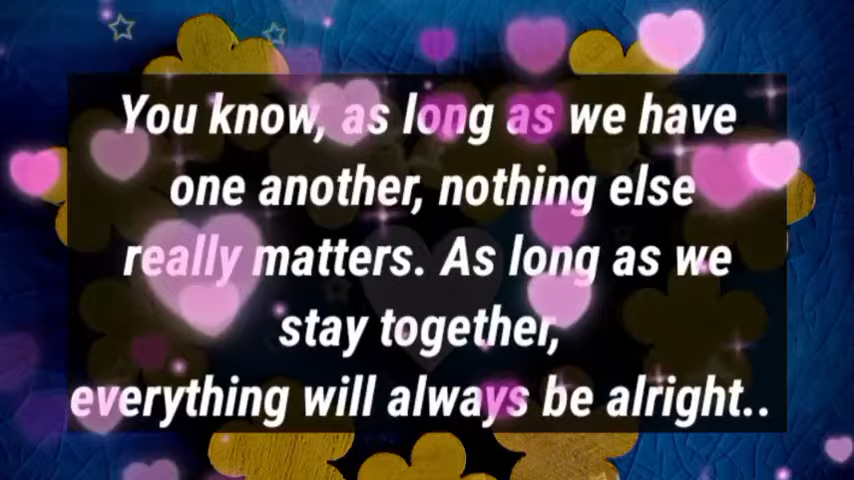 You know, as long as we have
one another, nothing else
really matters. As long as we
stay together,
everything will always be alright..